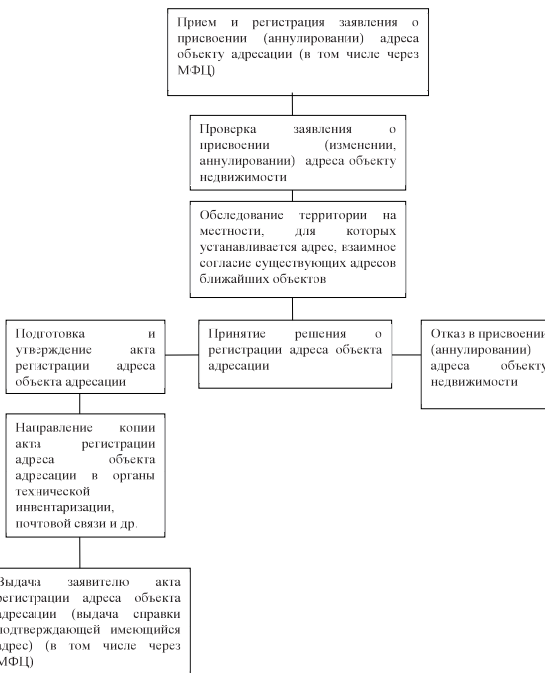 Прием и регистрация заявления о
присвоении (аннулировании) адреса
объекту адресации (в том числе через
МФЦ)
Проверка заявления о
присвоении (изменении,
аннулировании) адреса объекту
недвижимости
Обследование территории на
местности, для которых
устанавливается адрес, взаимное
согласие существующих адресов
ближайших объектов
Подготовка и
утверждение акта
регистрации адреса
объекта адресации
Принятие решения о
регистрации адреса объекта
адресации
Отказ в присвоении
(аннулировании)
адреса объекту
недвижимости
Направление копии
акта регистрации
адреса объекта
адресации в органы
технической
инвентаризации,
почтовой связи и др.
Выдача заявителю акта
регистрации адреса объекта
адресации (выдача справки
подтверждающей имеющийся
адрес) (в том числе через
МФЦ)